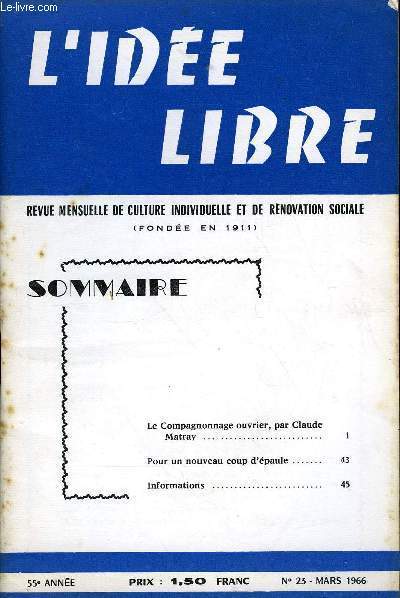 Le-livre.com
L'IDÉE
LIBRE
REVUE MENSUELLE DE CULTURE INDIVIDUELLE ET DE RÉNOVATION SOCIALE
(FONDÉE EN 1911)
SOMMAIRE
Le Compagnonnage ouvrier, par Claude
Matray .......................... 1
Pour un nouveau coup d'épaule ....... 43
Informations ........................ 45
55e ANNÉE PRIX : 1,50 FRANC N° 23 - MARS 1966